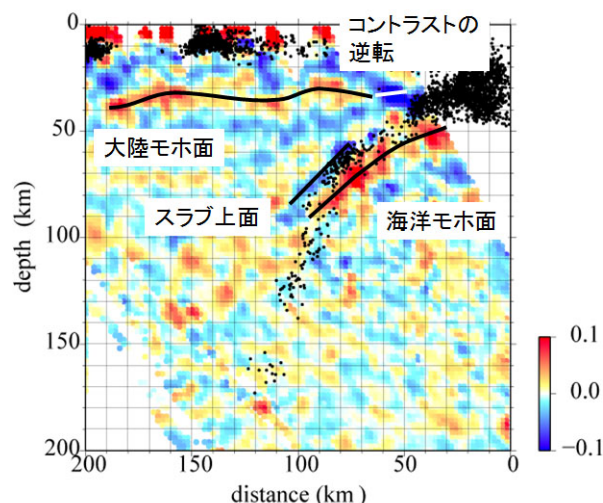 コントラストの
逆転
大陸モホ面
スラブ上面
海洋モホ面
depth (km)
0
50
100
150
200
200
150
100
50
0
distance (km)
0.1
0.0
−0.1